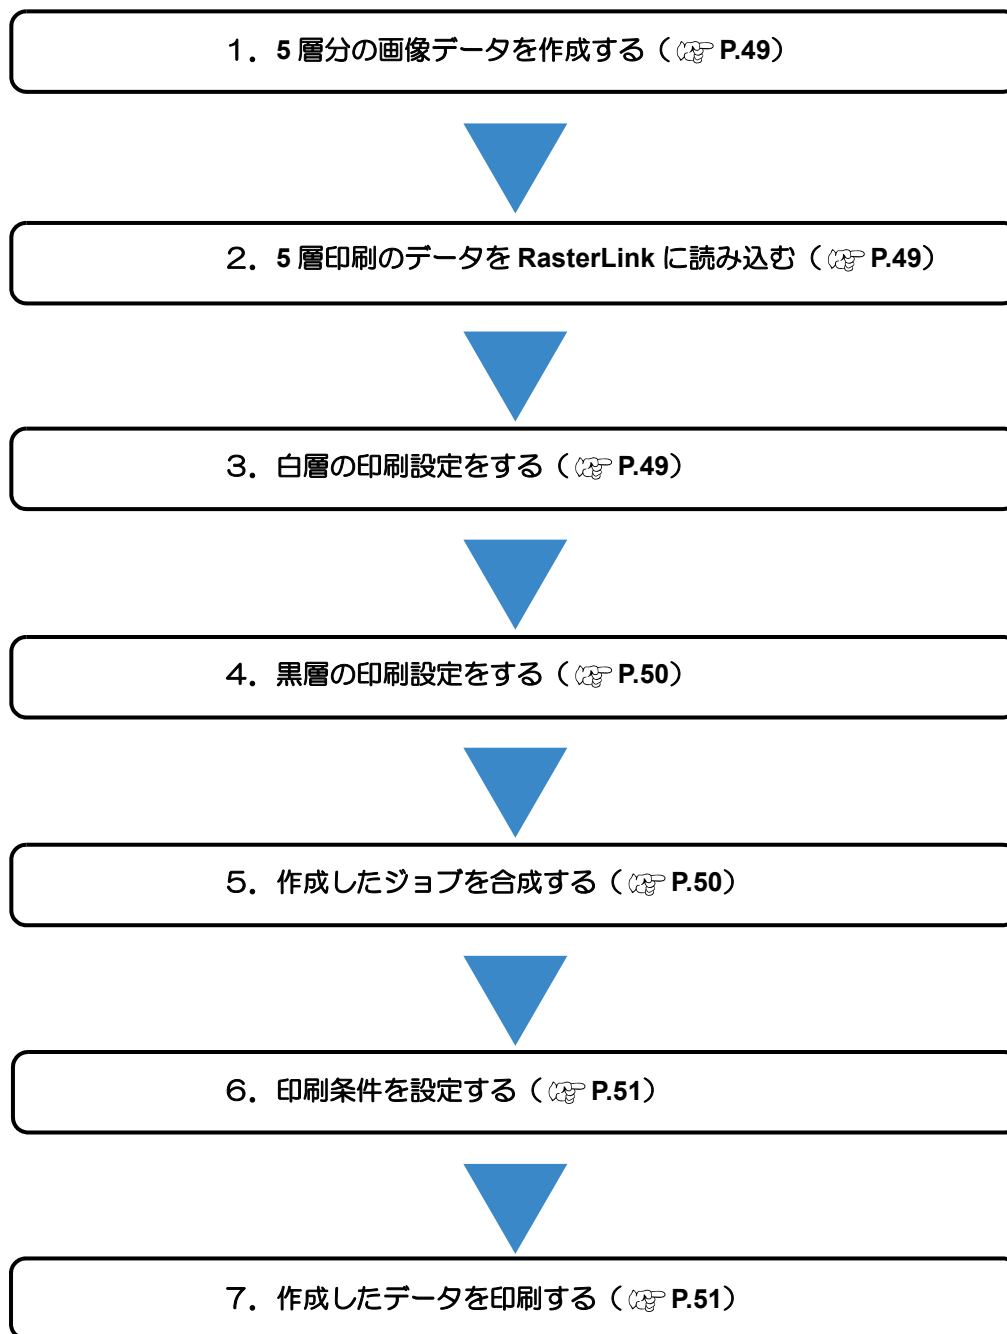 １．5 層分の画像データを作成する（☞ P.49）
２．5 層印刷のデータを RasterLink に読み込む（☞ P.49）
３．白層の印刷設定をする（☞ P.49）
４．黒層の印刷設定をする（☞ P.50）
５．作成したジョブを合成する（☞ P.50）
６．印刷条件を設定する（☞ P.51）
７．作成したデータを印刷する（☞ P.51）